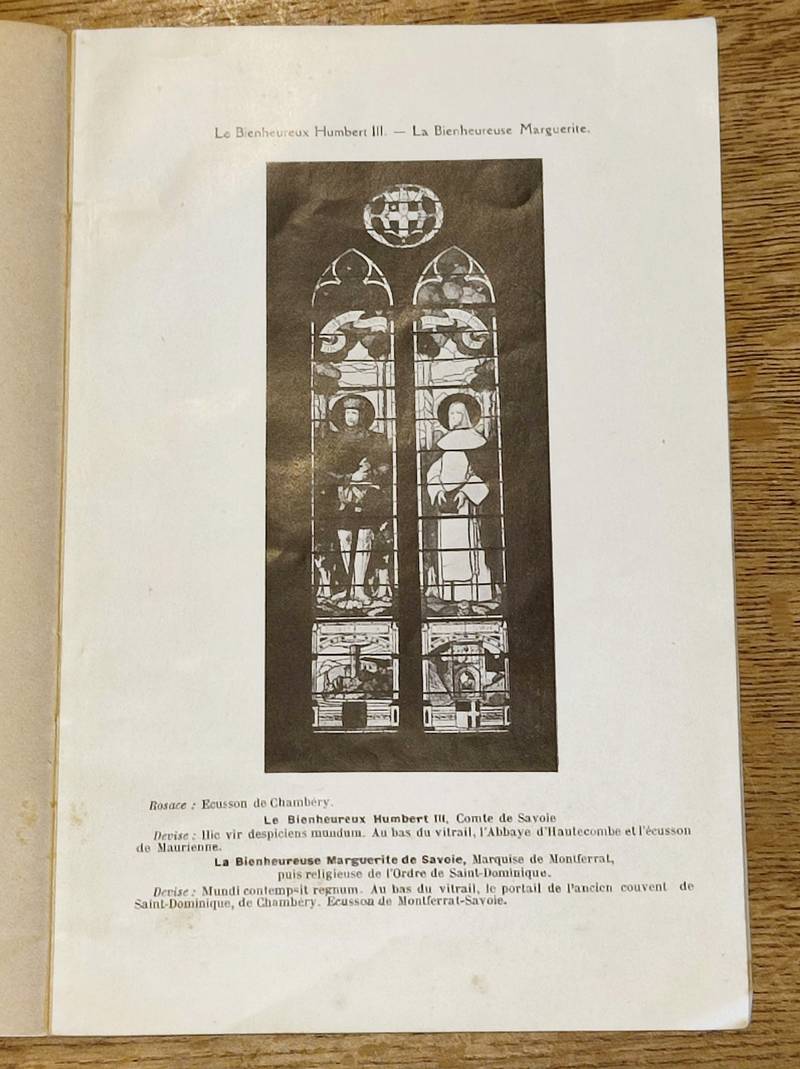 Le Bienheureux Humbert III. — La Bienheureuse Marguerite.
Rosace : Ecusson de Chambéry.
Le Bienheureux Humbert III, Comte de Savoie
Devise : Hic vir despiciens mundum. Au bas du vitrail, l'Abbaye d'Hautecombe et l'écusson
de Maurienne.
La Bienheureuse Marguerite de Savoie, Marquise de Montferrat,
puis religieuse de l'Ordre de Saint-Dominique.
Devise : Mundi contempsit regnum. Au bas du vitrail, le portail de l'ancien couvent de
Saint-Dominique, de Chambéry. Ecusson de Montferrat-Savoie.